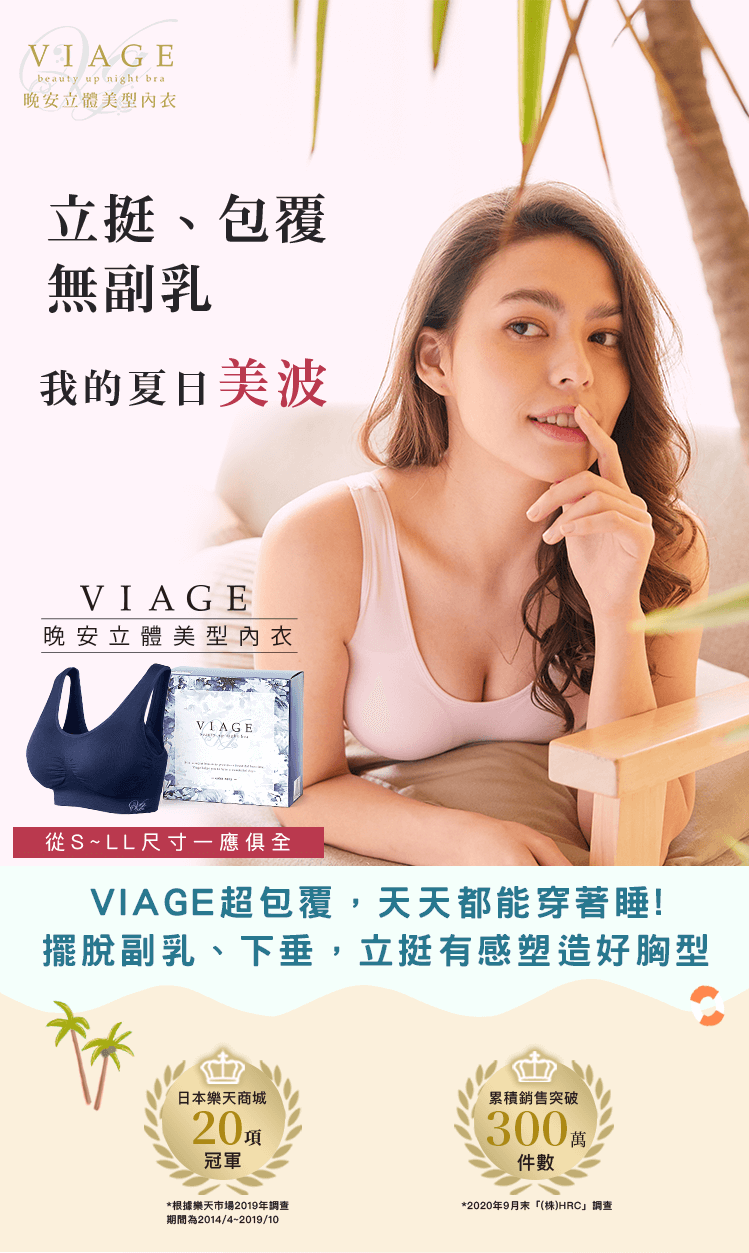 VIAGE
beauty up night bra
晚安立體美型內衣
立挺、包覆
無副乳
我的夏日美波
VIAGE
晚安立體美型內衣
VIAGE
beauty up night bra
從S~LL尺寸一應俱全
VIAGE超包覆，天天都能穿著睡!
擺脫副乳、下垂，立挺有感塑造好胸型
日本樂天商城
20項
冠軍
*根據樂天市場2019年調查
期間為2014/4~2019/10
累積銷售突破
300萬
件數
*2020年9月末「(株)HRC」調查